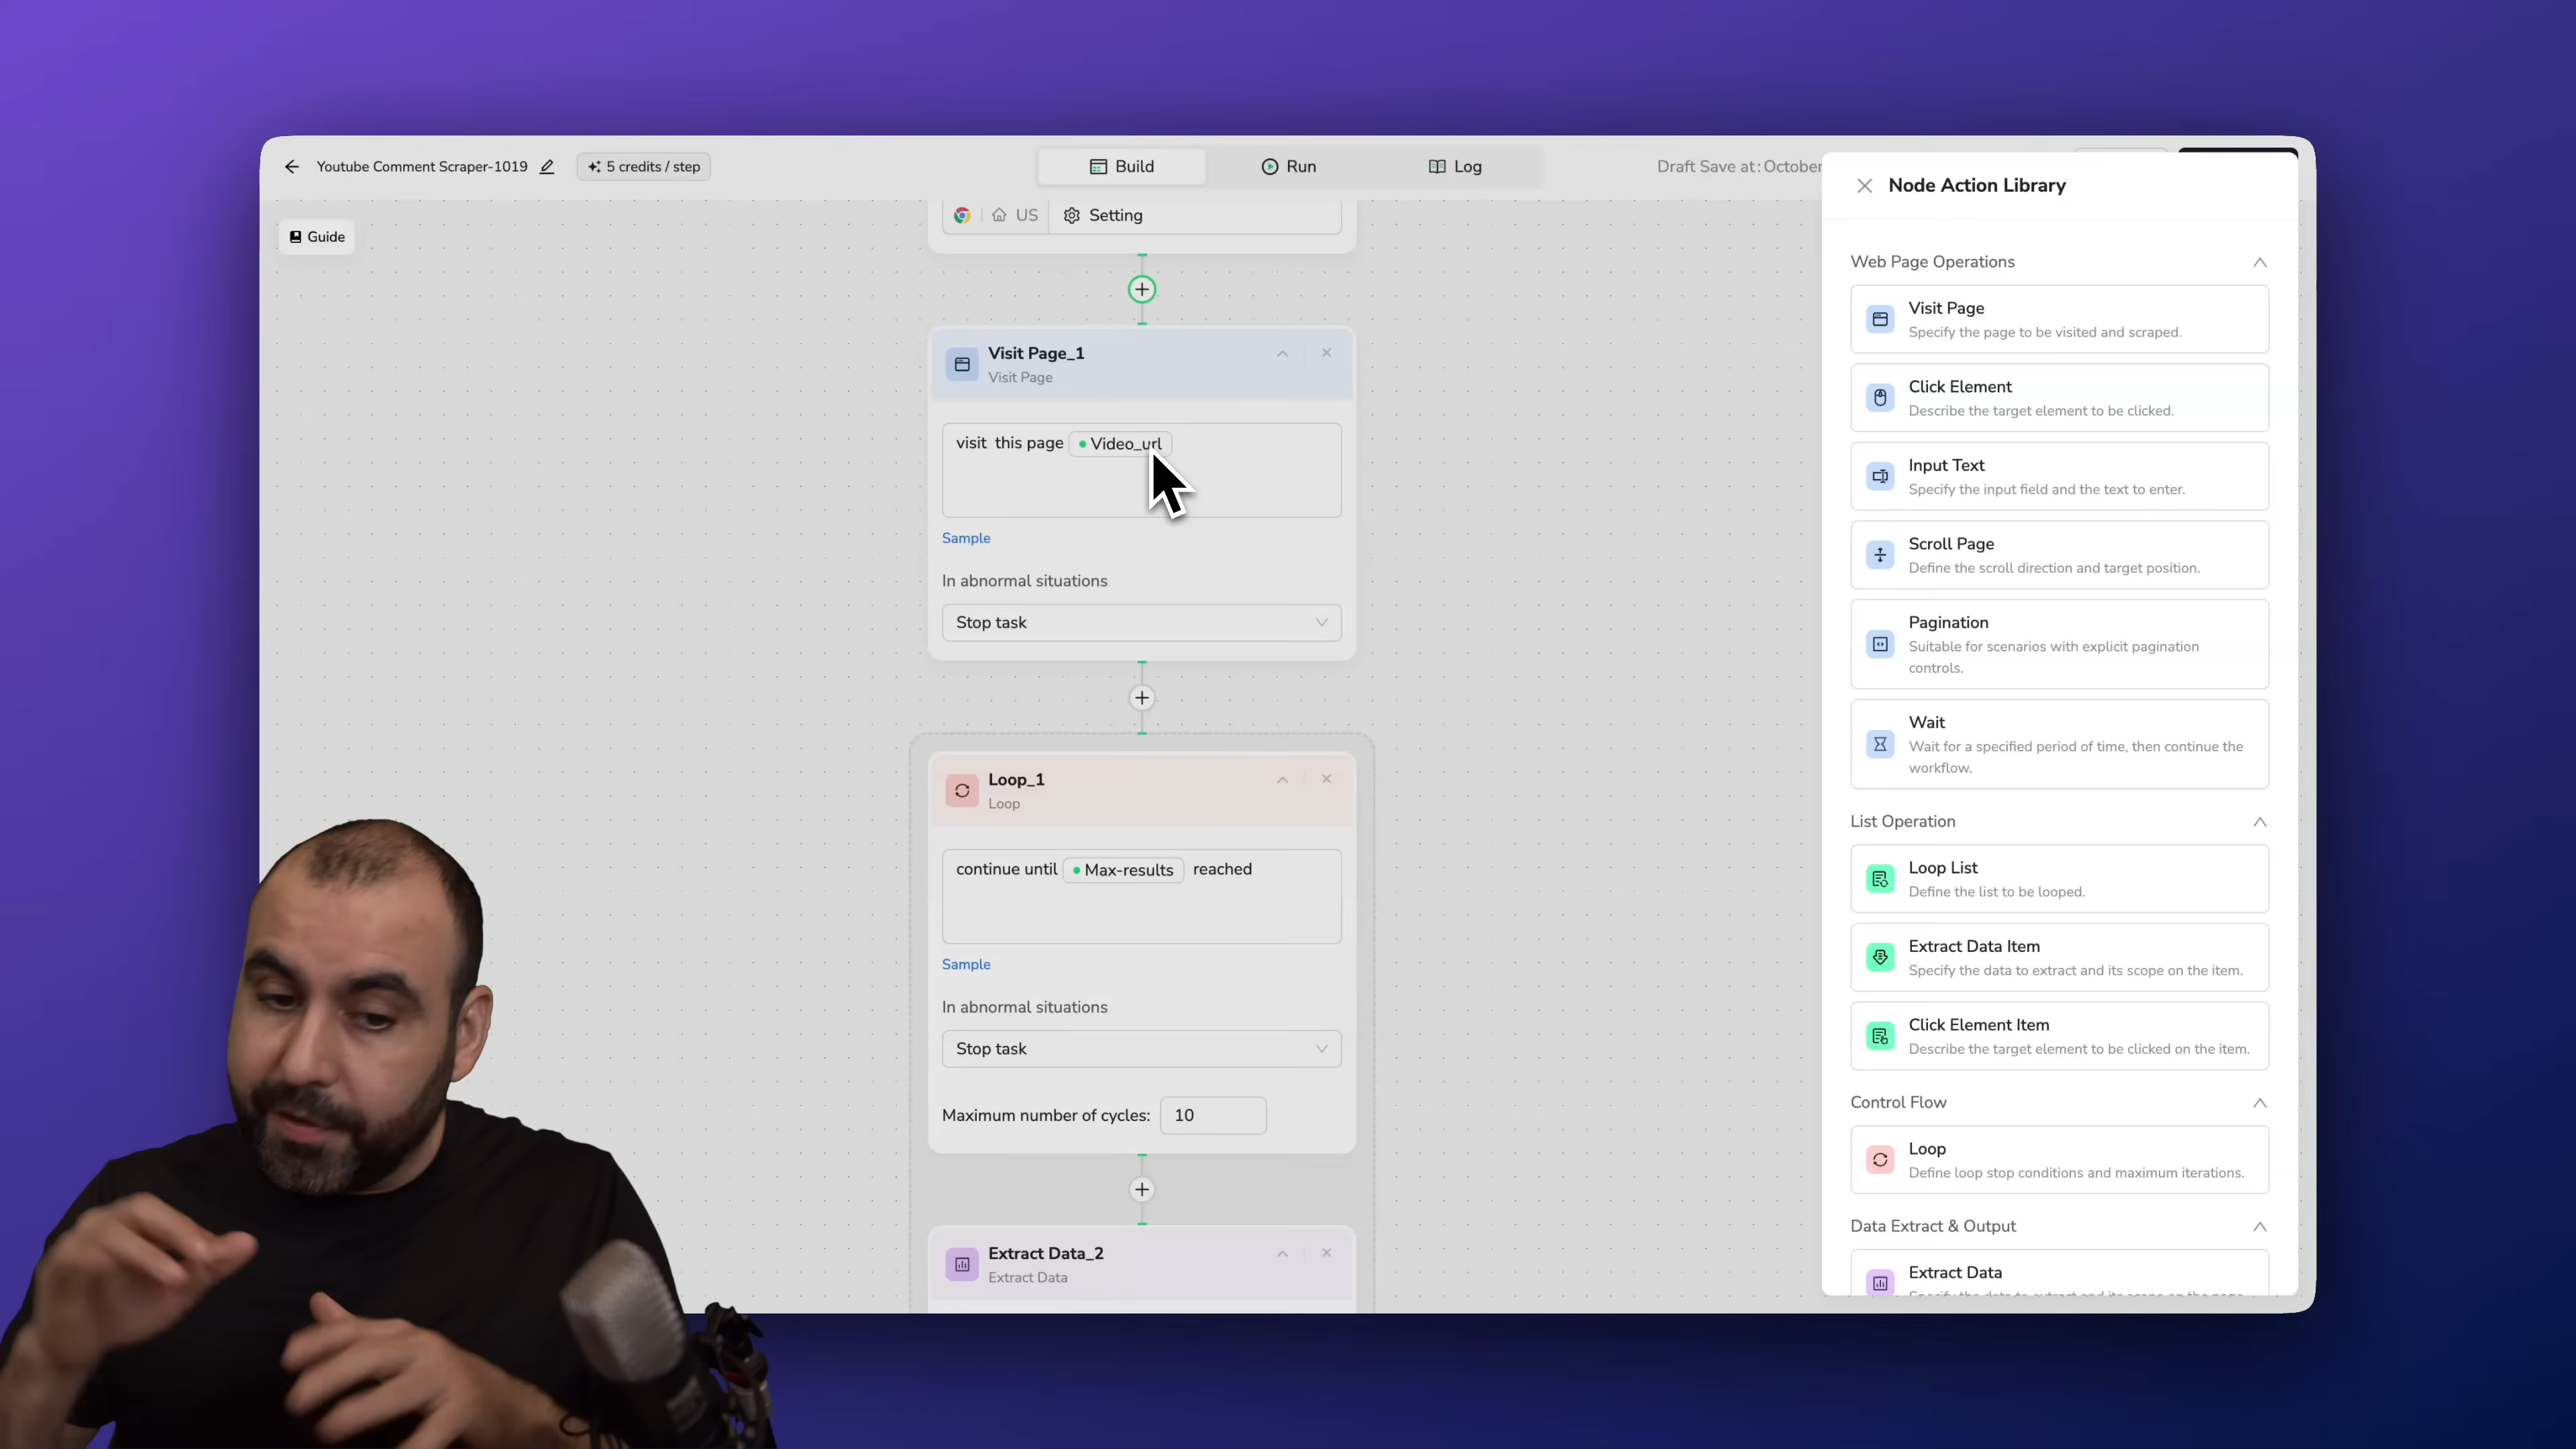 Youtube Comment Scraper-1019
5 credits / step
Build
Run
Log
Draft Save at: October
Guide
US
Setting
Visit Page_1
Visit Page
visit this page Video_url
Sample
In abnormal situations
Stop task
Loop_1
Loop
continue until Max-results reached
Sample
In abnormal situations
Stop task
Maximum number of cycles: 10
Extract Data_2
Extract Data
Node Action Library
Web Page Operations
Visit Page
Specify the page to be visited and scraped.
Click Element
Describe the target element to be clicked.
Input Text
Specify the input field and the text to enter.
Scroll Page
Define the scroll direction and target position.
Pagination
Suitable for scenarios with explicit pagination
controls.
Wait
Wait for a specified period of time, then continue the
workflow.
List Operation
Loop List
Define the list to be looped.
Extract Data Item
Specify the data to extract and its scope on the item.
Click Element Item
Describe the target element to be clicked on the item.
Control Flow
Loop
Define loop stop conditions and maximum iterations.
Data Extract & Output
Extract Data